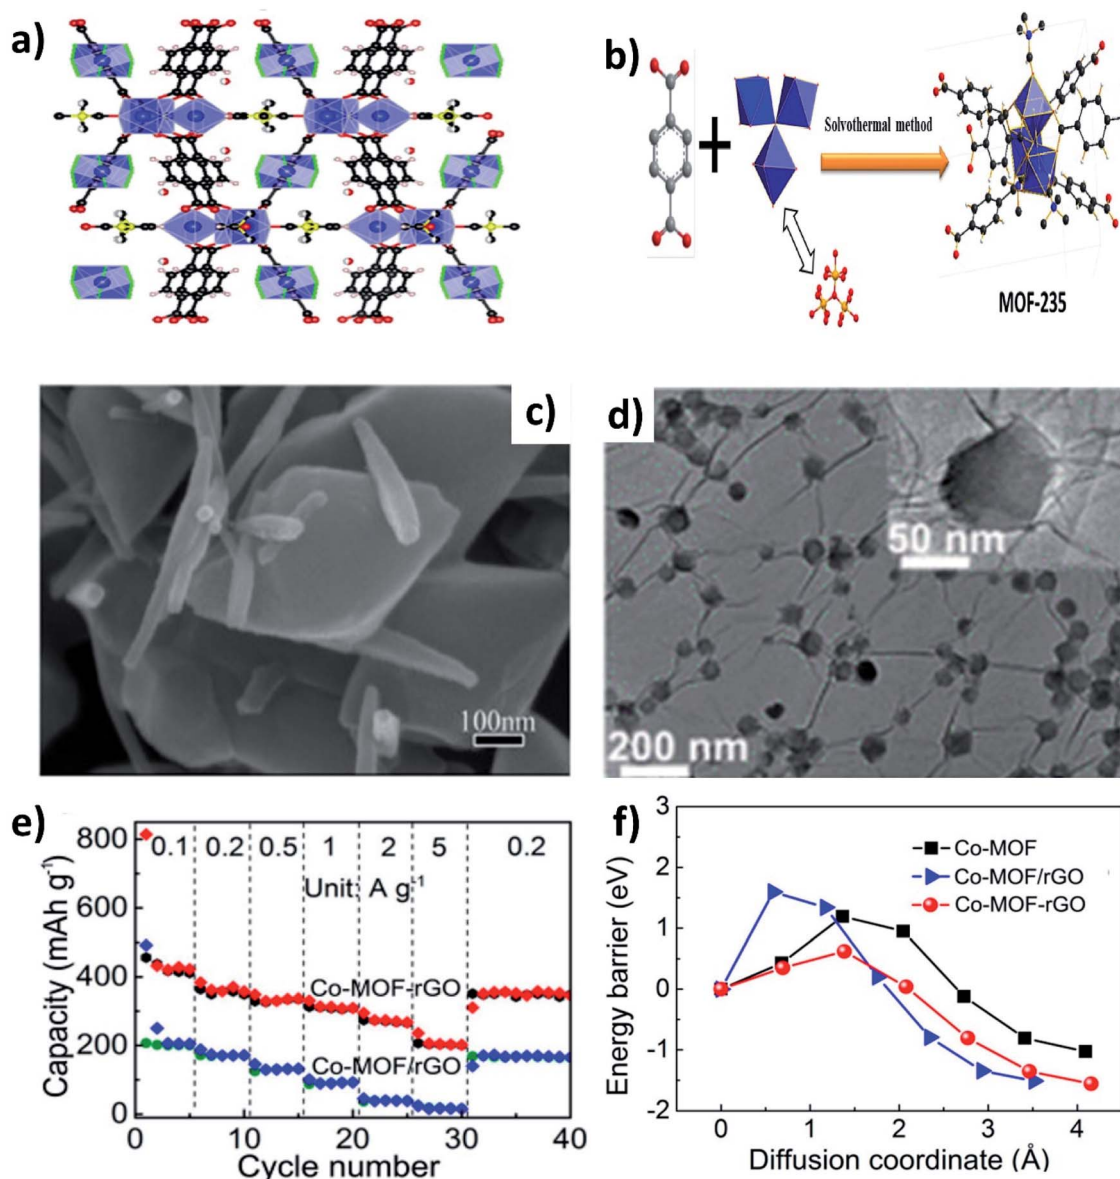 a)
b)
Solvothermal method
MOF-235
c)
100nm
d)
50 nm
200 nm
e)
800
600
400
200
0
0.1 0.2 0.5 1 2 5 0.2
Unit: A g⁻¹
Co-MOF-rGO
Co-MOF/rGO
Capacity (mAh g⁻¹)
0 10 20 30 40
Cycle number
f)
3
2
1
0
-1
-2
Co-MOF
Co-MOF/rGO
Co-MOF-rGO
Energy barrier (eV)
0 1 2 3 4
Diffusion coordinate (Å)